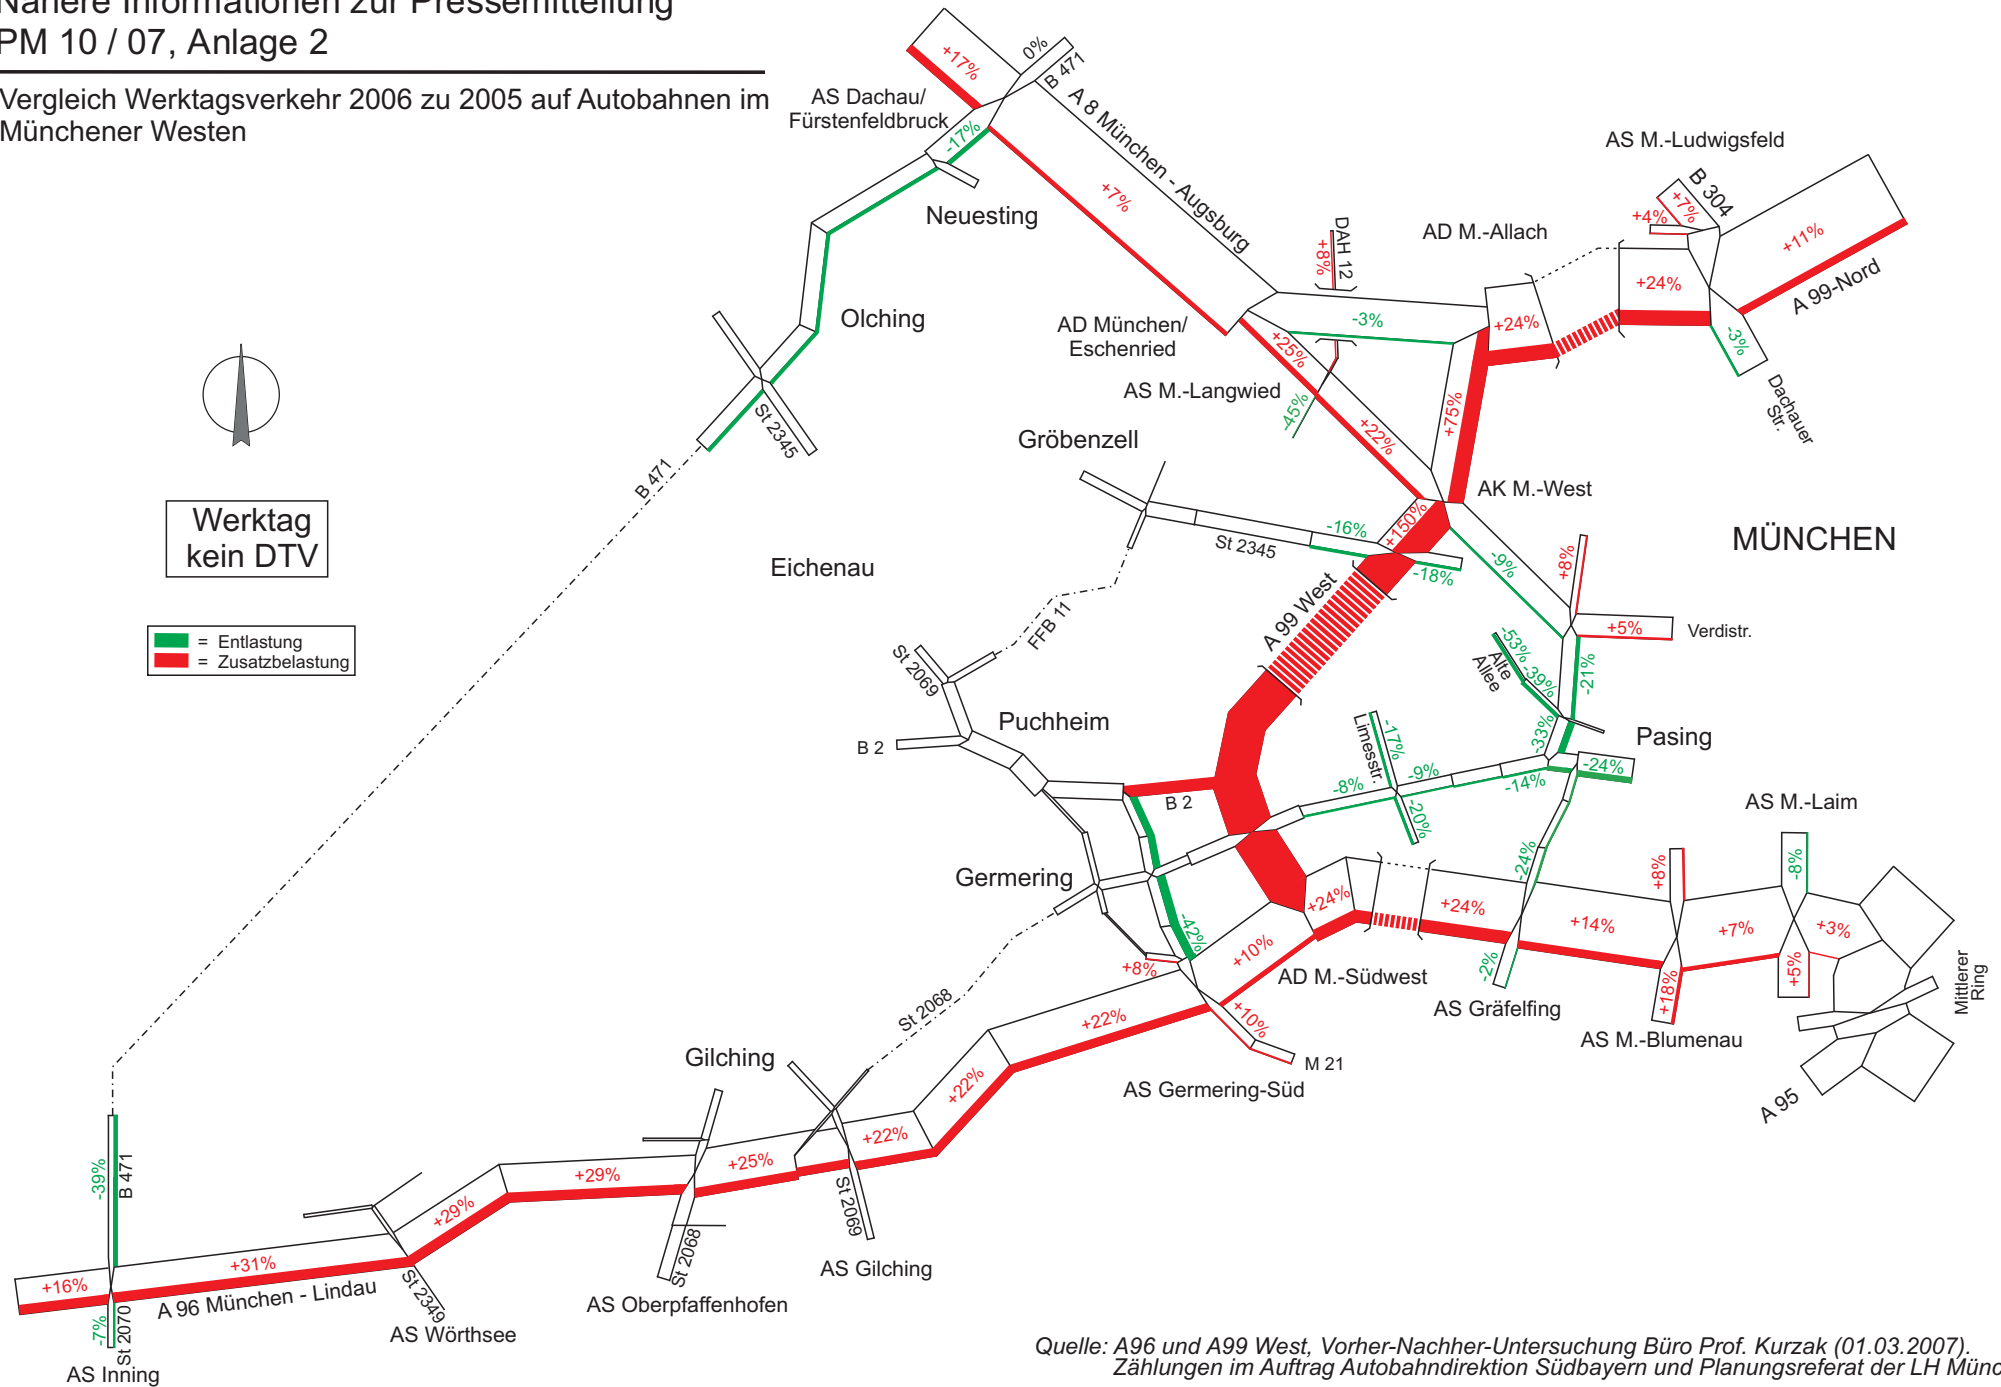 Nähere Informationen zur Pressemitteilung
PM 10 / 07, Anlage 2
Vergleich Werktagsverkehr 2006 zu 2005 auf Autobahnen im
Münchener Westen
+17%
0%
B 471
A 8 München - Augsburg
AS Dachau/
Fürstenfeldbruck
-17%
+7%
Neuesting
AS M.-Ludwigsfeld
B 304
+7%
+4%
+11%
A 99-Nord
AD M.-Allach
DAH 12
+8%
+24%
+24%
-3%
Dachauer
Str.
Olching
AD München/
Eschenried
-3%
+25%
AS M.-Langwied
-45%
+22%
+75%
St 2345
B 471
Gröbenzell
AK M.-West
Werktag
kein DTV
MÜNCHEN
-16%
+150%
St 2345
-18%
-9%
+8%
Eichenau
A 99 West
FFB 11
= Entlastung
= Zusatzbelastung
+5%
Verdistr.
St 2069
-53%
-39%
Alte
Allee
-21%
Puchheim
B 2
Limesstr.
-17%
-33%
Pasing
-24%
-9%
-8%
-14%
-20%
B 2
AS M.-Laim
-24%
+8%
-8%
Germering
-42%
+24%
+24%
+14%
+7%
+3%
+10%
+8%
AD M.-Südwest
-2%
+18%
+5%
Mittlerer
Ring
St 2068
+22%
+10%
AS Gräfelfing
AS M.-Blumenau
M 21
Gilching
AS Germering-Süd
A 95
+22%
+22%
+25%
+29%
-39%
B 471
St 2069
+29%
St 2068
AS Gilching
+31%
+16%
A 96 München - Lindau
St 2349
AS Oberpfaffenhofen
-7%
St 2070
AS Wörthsee
AS Inning
Quelle: A96 und A99 West, Vorher-Nachher-Untersuchung Büro Prof. Kurzak (01.03.2007).
Zählungen im Auftrag Autobahndirektion Südbayern und Planungsreferat der LH Münc